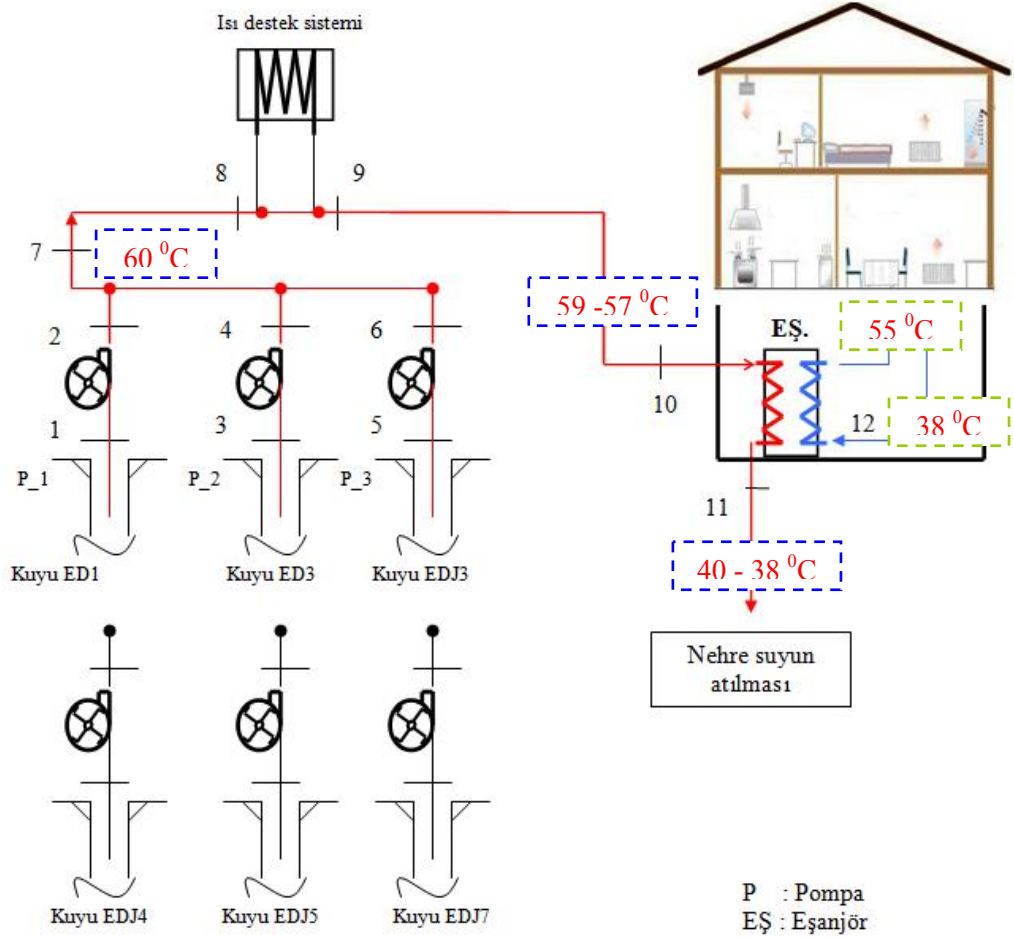 Isı destek sistemi
8
9
7
60 ⁰C
59 -57 ⁰C
2
4
6
EŞ.
55 ⁰C
10
1
3
5
12
38 ⁰C
P_1
P_2
P_3
11
Kuyu ED1
Kuyu ED3
Kuyu EDJ3
40 - 38 ⁰C
Nehre suyun
atılması
Kuyu EDJ4
Kuyu EDJ5
Kuyu EDJ7
P : Pompa
EŞ : Eşanjör